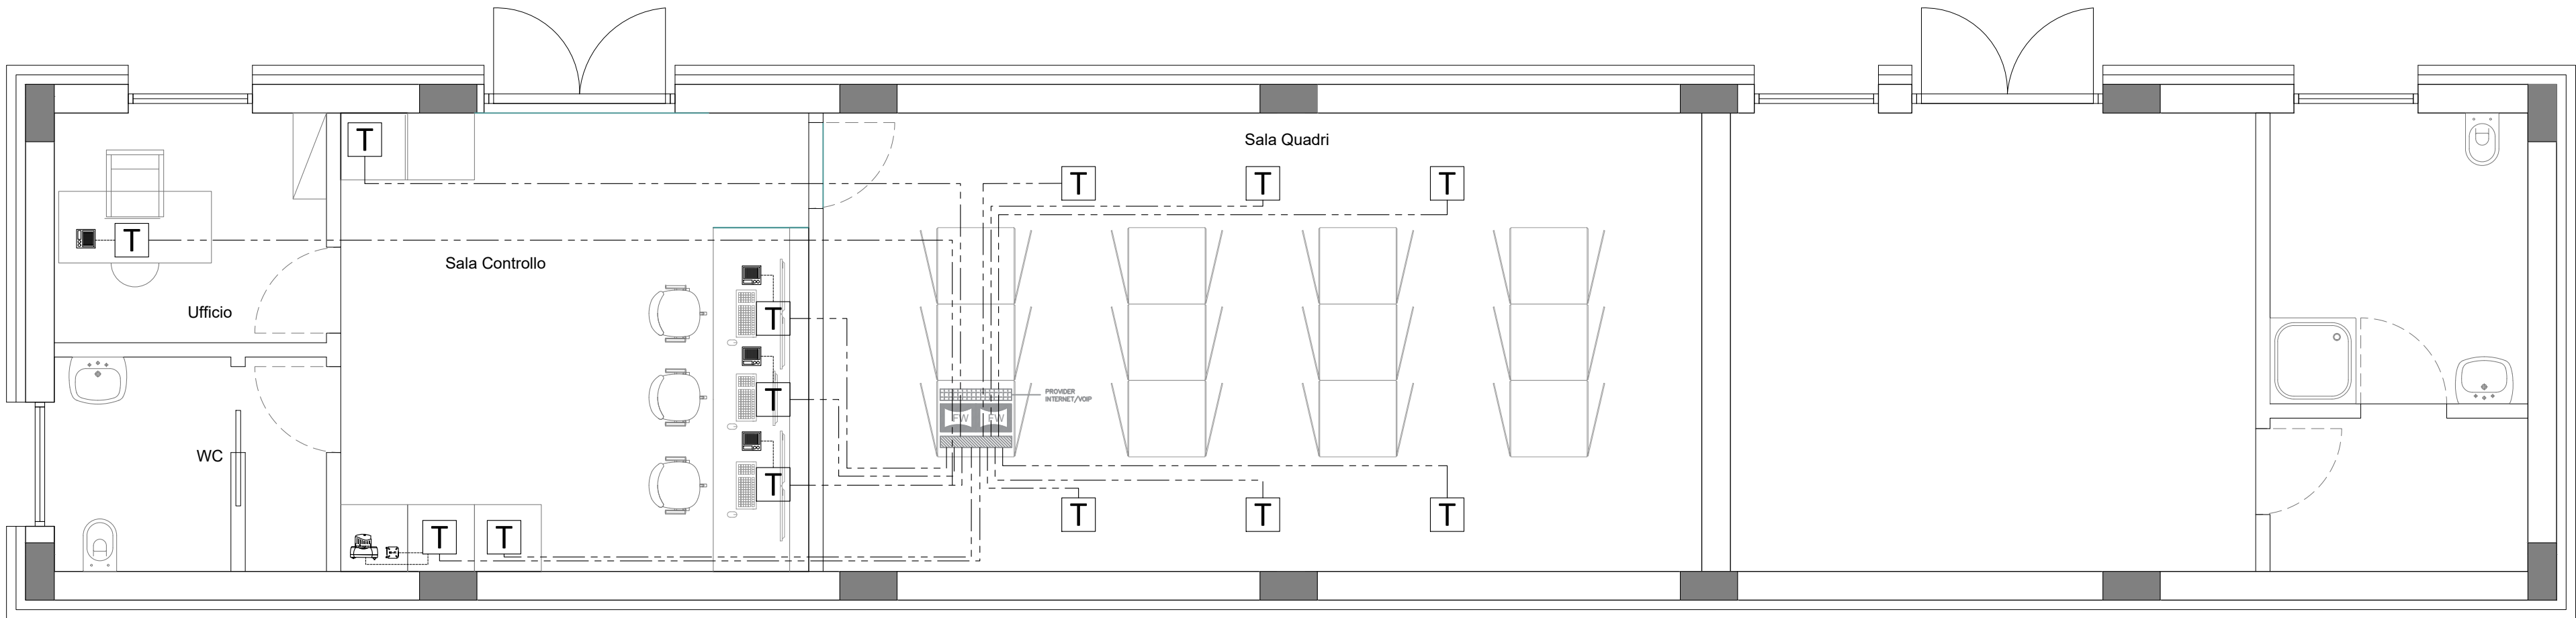 T
Sala Quadri
T
T
T
T
Sala Controllo
Ufficio
T
T
PROVIDER
INTERNET/VOIP
FW
FW
WC
T
T
T
T
T
T